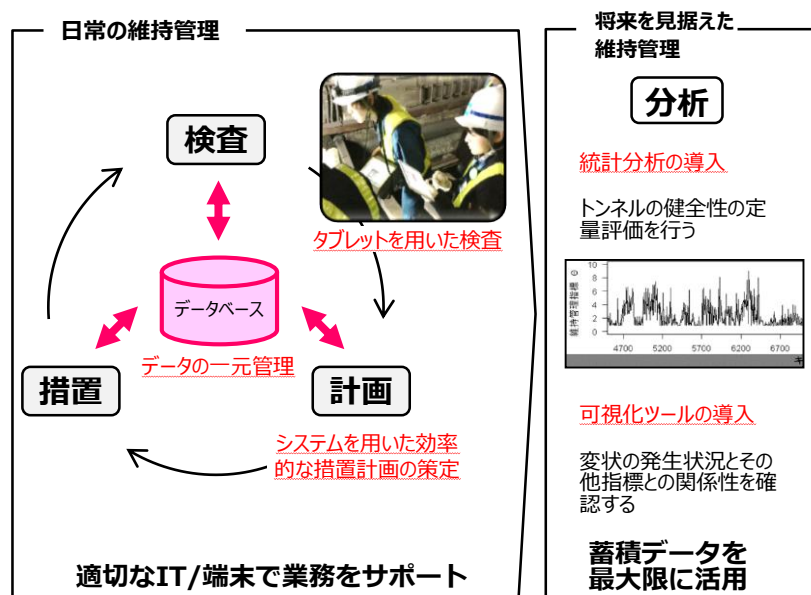 日常の維持管理
検査
タブレットを用いた検査
データベース
データの一元管理
措置
計画
システムを用いた効率
的な措置計画の策定
適切なIT/端末で業務をサポート
将来を見据えた
維持管理
分析
統計分析の導入
トンネルの健全性の定
量評価を行う
維持管理指標
10
8
6
4
2
0
4700 5200 5700 6200 6700
キ
可視化ツールの導入
変状の発生状況とその
他指標との関係性を確
認する
蓄積データを
最大限に活用